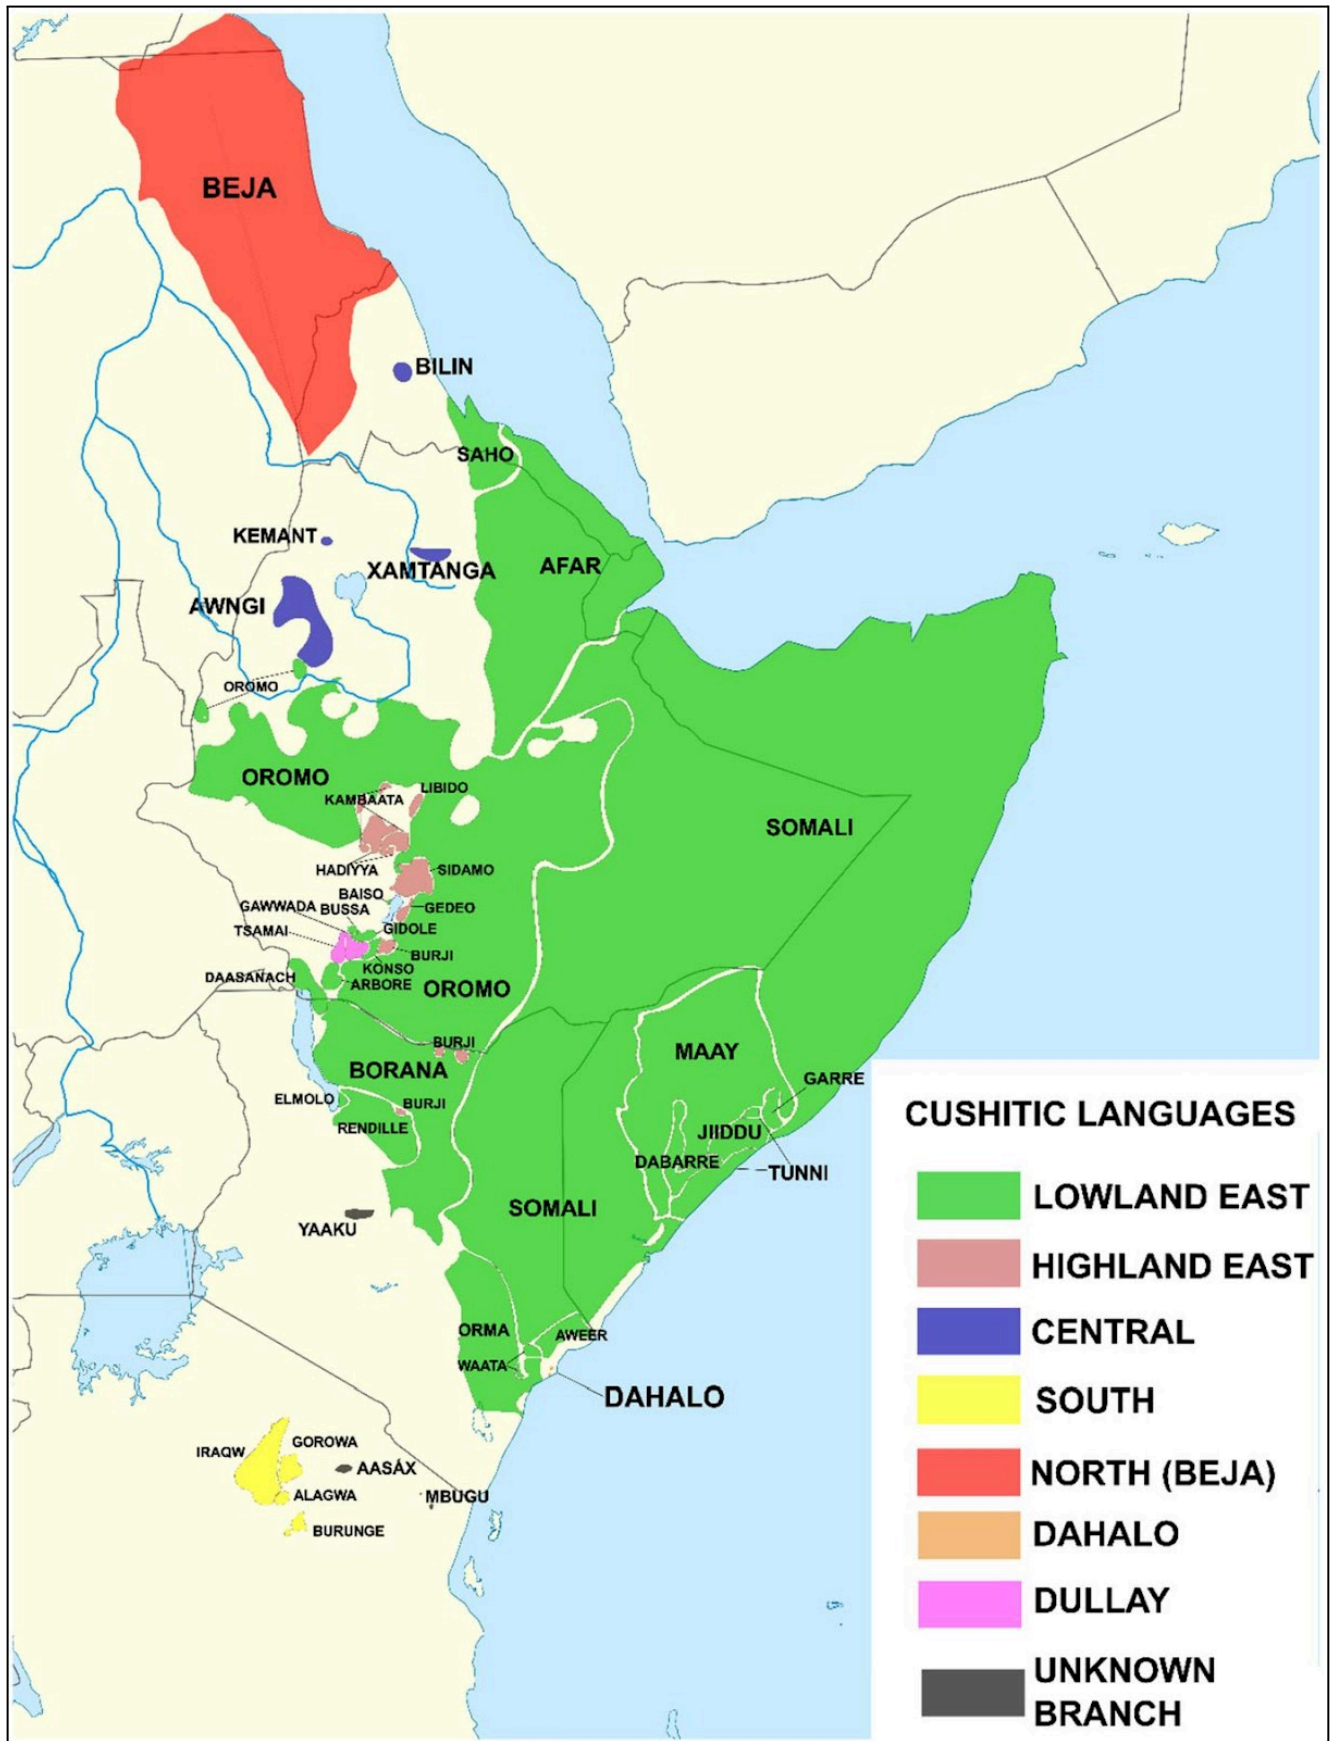 BEJA
BILIN
SAHO
KEMANT
XAMTANGA
AFAR
AWNGI
OROMO
OROMO
LIBIDO
KAMBAATA
SOMALI
HADIYYA
SIDAMO
BAISO
GAWWADA
BUSSA
GEDEO
TSAMAI
GIDOLE
BURJI
KONSO
DAASANACH
ARBORE
OROMO
BURJI
MAAY
BORANA
GARRE
ELMOLO
BURJI
RENDILLE
JIIDDU
DABARRE
TUNNI
SOMALI
YAAKU
ORMA
AWEER
WAATA
DAHALO
GOROWA
IRAQW
AASÁX
ALAGWA
MBUGU
BURUNGE
CUSHITIC LANGUAGES
LOWLAND EAST
HIGHLAND EAST
CENTRAL
SOUTH
NORTH (BEJA)
DAHALO
DULLAY
UNKNOWN
BRANCH